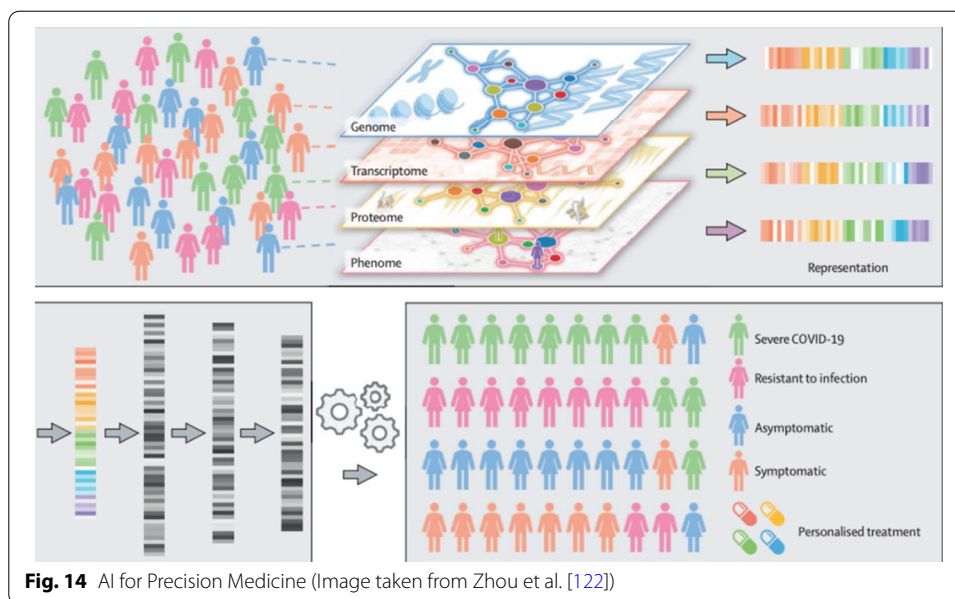 Genome
Transcriptome
Proteome
Phenome
Representation
Severe COVID-19
Resistant to infection
Asymptomatic
Symptomatic
Personalised treatment
Fig. 14 AI for Precision Medicine (Image taken from Zhou et al. [122])